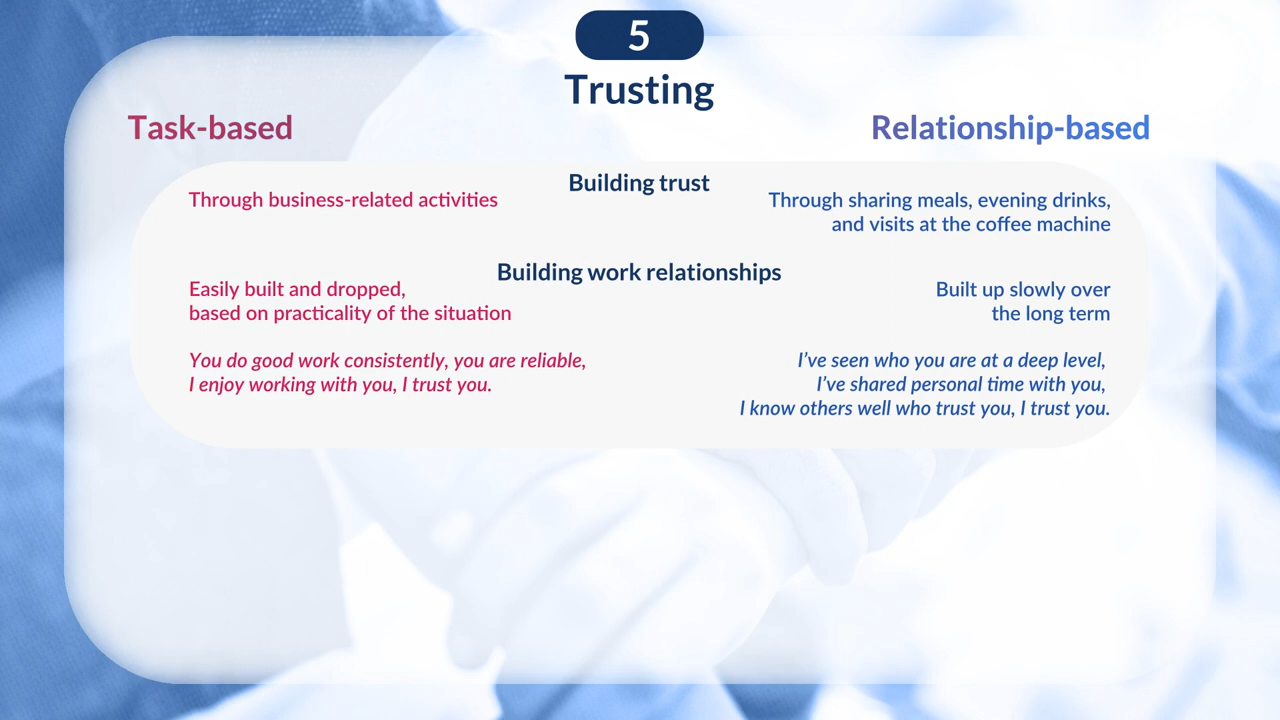 5
Trusting
Task-based
Relationship-based
Building trust
Through business-related activities
Through sharing meals, evening drinks,
and visits at the coffee machine
Building work relationships
Easily built and dropped,
based on practicality of the situation
Built up slowly over
the long term
You do good work consistently, you are reliable,
I enjoy working with you, I trust you.
I’ve seen who you are at a deep level,
I’ve shared personal time with you,
I know others well who trust you, I trust you.